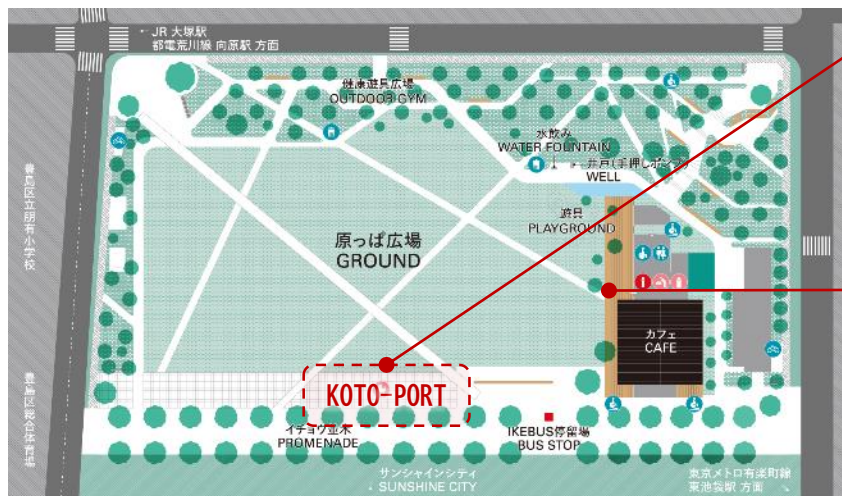 ← JR 大塚駅
都電荒川線 向原駅 方面
健康遊具広場
OUTDOOR GYM
水飲み
WATER FOUNTAIN
井戸(手押しポンプ)
WELL
遊具
PLAYGROUND
原っぱ広場
GROUND
豊島区立朋有小学校
カフェ
CAFE
KOTO-PORT
豊島区総合体育場
イチョウ並木
PROMENADE
IKEBUS停留場
BUS STOP
サンシャインシティ
↓ SUNSHINE CITY
東京メトロ有楽町線
東池袋駅 方面 ↘